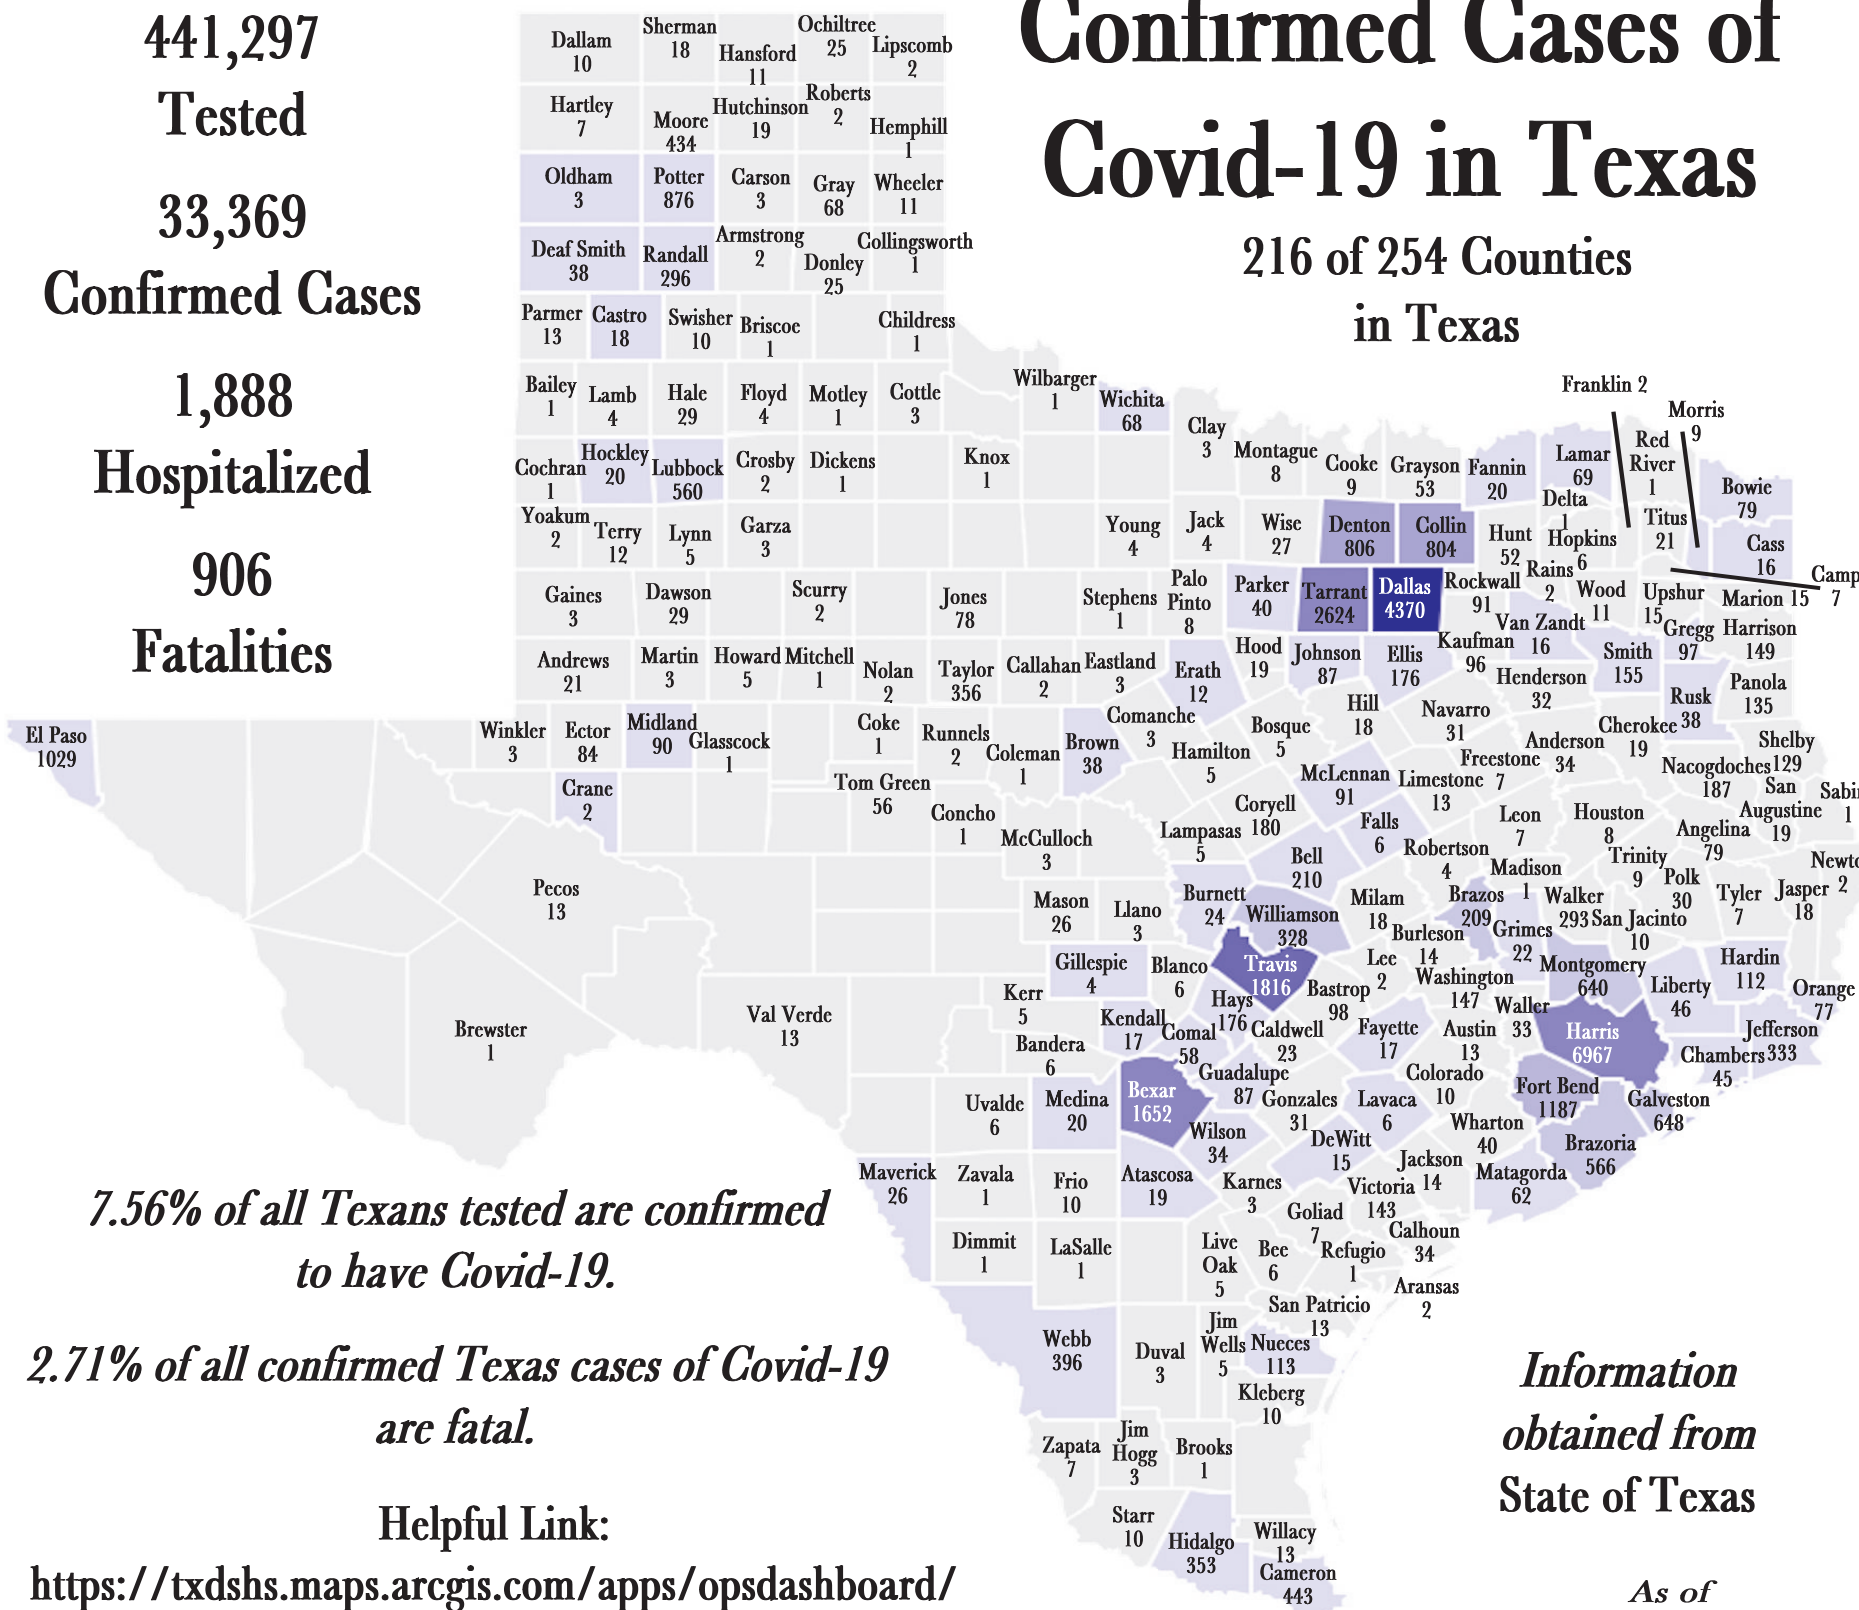 441,297
Tested
33,369
Confirmed Cases
1,888
Hospitalized
906
Fatalities
Confirmed Cases of
Covid-19 in Texas
216 of 254 Counties
in Texas
Dallam
10
Sherman
18
Hansford
11
Ochiltree
25
Lipscomb
2
Hartley
7
Moore
434
Hutchinson
19
Roberts
2
Hemphill
1
Oldham
3
Potter
876
Carson
3
Gray
68
Wheeler
11
Deaf Smith
38
Randall
296
Armstrong
2
Donley
25
Collingsworth
1
Parmer
13
Castro
18
Swisher
10
Briscoe
1
Childress
1
Bailey
1
Lamb
4
Hale
29
Floyd
4
Motley
1
Cottle
3
Wilbarger
1
Wichita
68
Clay
3
Montague
8
Cooke
9
Grayson
53
Fannin
20
Lamar
69
Franklin 2
Red
River
1
Morris
9
Bowie
79
Cochran
1
Hockley
20
Lubbock
560
Crosby
2
Dickens
1
Knox
1
Delta
1
Titus
21
Cass
16
Yoakum
2
Terry
12
Lynn
5
Garza
3
Young
4
Jack
4
Wise
27
Denton
806
Collin
804
Hunt
52
Hopkins
6
Camp
7
Gaines
3
Dawson
29
Scurry
2
Jones
78
Stephens
1
Palo
Pinto
8
Parker
40
Tarrant
2624
Dallas
4370
Rockwall
91
Rains
2
Wood
11
Upshur
15
Marion 15
Van Zandt
16
Gregg
97
Harrison
149
Andrews
21
Martin
3
Howard
5
Mitchell
1
Nolan
2
Taylor
356
Callahan
2
Eastland
3
Erath
12
Hood
19
Johnson
87
Ellis
176
Kaufman
96
Henderson
32
Smith
155
Rusk
38
Panola
135
El Paso
1029
Winkler
3
Ector
84
Midland
90
Glasscock
1
Coke
1
Runnels
2
Coleman
1
Brown
38
Comanche
3
Hamilton
5
Bosque
5
Hill
18
Navarro
31
Freestone
7
Anderson
34
Cherokee
19
Shelby
129
Nacogdoches
187
Crane
2
Tom Green
56
Concho
1
McCulloch
3
Lampasas
5
Coryell
180
McLennan
91
Limestone
13
Falls
6
Leon
7
Houston
8
Angelina
79
San
Augustine
19
1
Pecos
13
Mason
26
Llano
3
Burnett
24
Bell
210
Williamson
328
Milam
18
Robertson
4
Brazos
209
Madison
1
Walker
293
Trinity
9
Polk
30
San Jacinto
10
Tyler
7
Jasper
18
2
Brewster
1
Val Verde
13
Kerr
5
Gillespie
4
Blanco
6
Travis
1816
Hays
176
Bastrop
98
Lee
2
Burleson
14
Washington
147
Grimes
22
Montgomery
640
Waller
33
Liberty
46
Hardin
112
Orange
77
Bandera
6
Kendall
17
Comal
58
Caldwell
23
Fayette
17
Austin
13
Harris
6967
Chambers
45
Jefferson
333
Uvalde
6
Medina
20
Bexar
1652
Guadalupe
87
Gonzales
31
Lavaca
6
Colorado
10
Fort Bend
1187
Galveston
648
Wilson
34
DeWitt
15
Wharton
40
Brazoria
566
Maverick
26
Zavala
1
Frio
10
Atascosa
19
Karnes
3
Victoria
143
Jackson
14
Matagorda
62
Dimmit
1
LaSalle
1
Live
Oak
5
Bee
6
Goliad
7
Refugio
1
Calhoun
34
Aransas
2
San Patricio
13
Webb
396
Duval
3
Jim
Wells
5
Nueces
113
Kleberg
10
Zapata
7
Jim
Hogg
3
Brooks
1
Starr
10
Hidalgo
353
Willacy
13
Cameron
443
7.56% of all Texans tested are confirmed
to have Covid-19.
2.71% of all confirmed Texas cases of Covid-19
are fatal.
Helpful Link:
https://txdshs.maps.arcgis.com/apps/opsdashboard/
Information
obtained from
State of Texas
As of